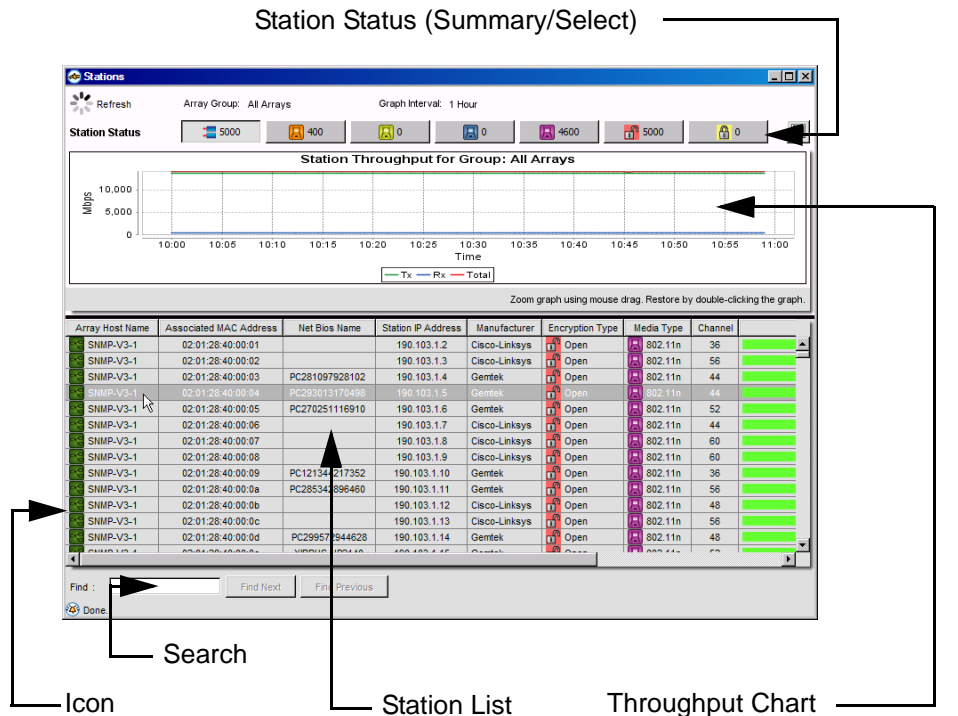 Station Status (Summary/Select)
Stations
Refresh Array Group: All Arrays Graph Interval: 1 Hour
Station Status 5000 400 0 0 4600 5000 0
Station Throughput for Group: All Arrays
Mbps
10,000
5,000
0
10:00 10:05 10:10 10:15 10:20 10:25 10:30 10:35 10:40 10:45 10:50 10:55 11:00
Time
Tx Rx Total
Zoom graph using mouse drag. Restore by double-clicking the graph.
Array Host Name Associated MAC Address Net Bios Name Station IP Address Manufacturer Encryption Type Media Type Channel
SNMP-V3-1 02:01:28:40:00:01 190.103.1.2 Cisco-Linksys Open 802.11n 36
SNMP-V3-1 02:01:28:40:00:02 190.103.1.3 Cisco-Linksys Open 802.11n 56
SNMP-V3-1 02:01:28:40:00:03 PC281097928102 190.103.1.4 Gemtek Open 802.11n 44
SNMP-V3-1 02:01:28:40:00:04 PC293013170498 190.103.1.5 Gemtek Open 802.11n 44
SNMP-V3-1 02:01:28:40:00:05 PC270251116910 190.103.1.6 Gemtek Open 802.11n 52
SNMP-V3-1 02:01:28:40:00:06 190.103.1.7 Cisco-Linksys Open 802.11n 44
SNMP-V3-1 02:01:28:40:00:07 190.103.1.8 Cisco-Linksys Open 802.11n 60
SNMP-V3-1 02:01:28:40:00:08 190.103.1.9 Cisco-Linksys Open 802.11n 60
SNMP-V3-1 02:01:28:40:00:09 190.103.1.10 Gemtek Open 802.11n 36
SNMP-V3-1 02:01:28:40:00:0a 190.103.1.11 Gemtek Open 802.11n 56
SNMP-V3-1 02:01:28:40:00:0b 190.103.1.12 Cisco-Linksys Open 802.11n 48
SNMP-V3-1 02:01:28:40:00:0c 190.103.1.13 Cisco-Linksys Open 802.11n 56
SNMP-V3-1 02:01:28:40:00:0d 190.103.1.14 Gemtek Open 802.11n 48
Find : Find Next Find Previous
Done.
Search
Icon Station List Throughput Chart